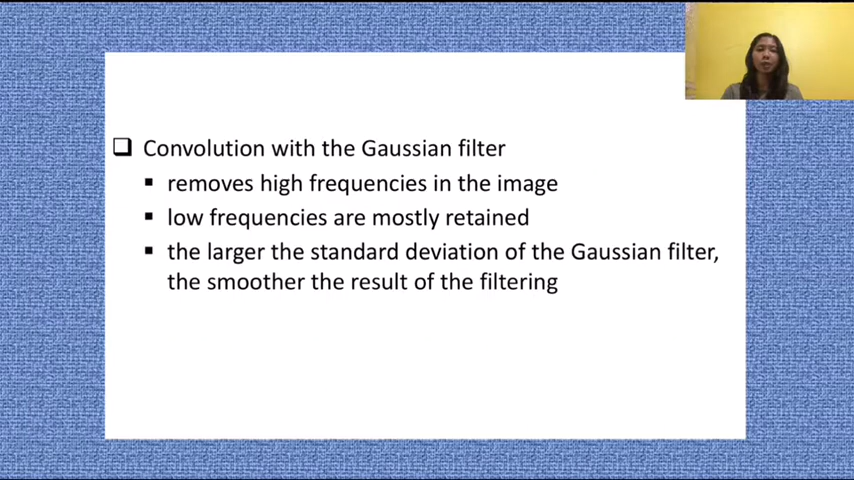 Convolution with the Gaussian filter
removes high frequencies in the image
low frequencies are mostly retained
the larger the standard deviation of the Gaussian filter,
the smoother the result of the filtering